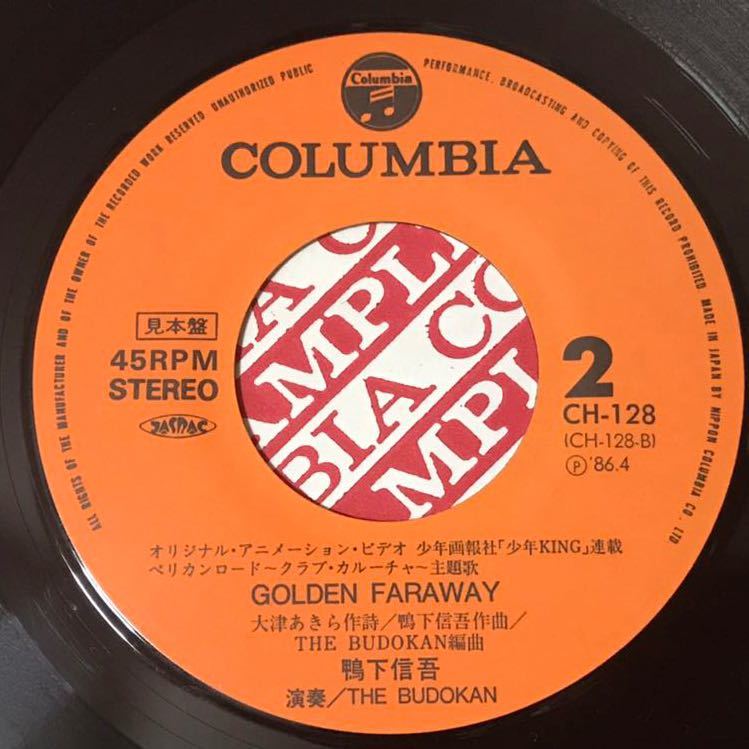 Columbia
COLUMBIA
ALL RIGHTS OF THE MANUFACTURER AND OF THE OWNER OF THE RECORDED WORK RESERVED UNAUTHORIZED PUBLIC PERFORMANCE, BROADCASTING AND COPYING OF THIS RECORD PROHIBITED MADE IN JAPAN BY NIPPON COLUMBIA CO., LTD
見本盤
45RPM
STEREO
JASRAC
2
CH-128
(CH-128-B)
Ⓟ'86.4
IA CO
AMPLE
BIA CO
MPL
オリジナル・アニメーション・ビデオ 少年画報社「少年KING」連載
ペリカンロード〜クラブ・カルーチャ〜主題歌
GOLDEN FARAWAY
大津あきら作詩/鴨下信吾作曲/
THE BUDOKAN編曲
鴨下信吾
演奏/THE BUDOKAN